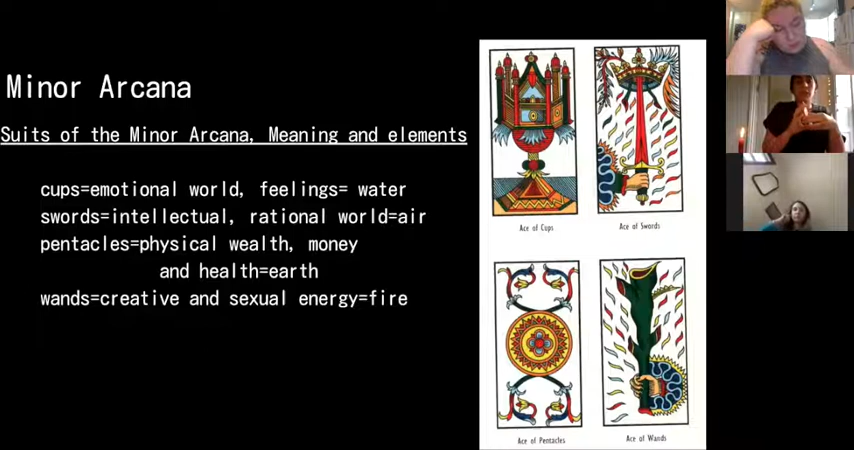 Minor Arcana
Suits of the Minor Arcana, Meaning and elements
cups=emotional world, feelings= water
swords=intellectual, rational world=air
pentacles=physical wealth, money
and health=earth
wands=creative and sexual energy=fire
Ace of Cups
Ace of Swords
Ace of Pentacles
Ace of Wands